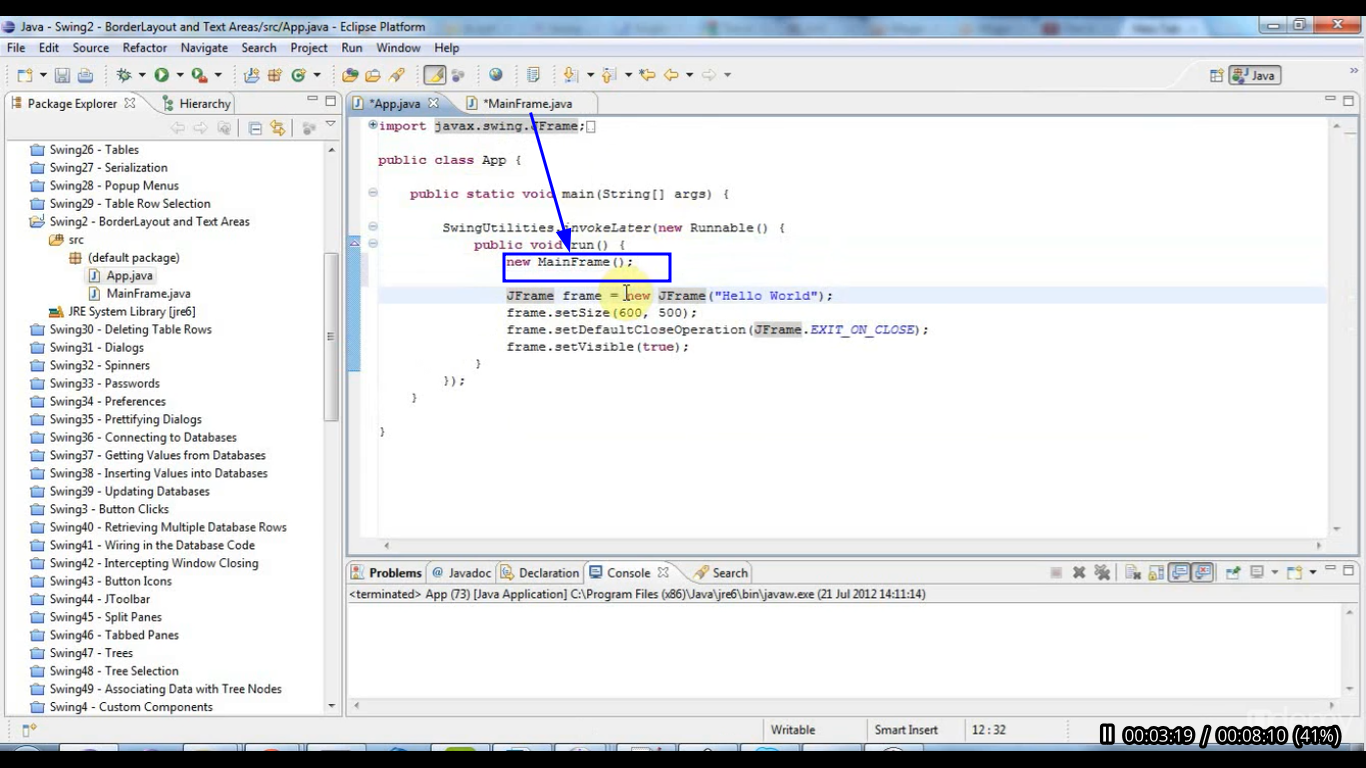 Java - Swing2 - BorderLayout and Text Areas/src/App.java - Eclipse Platform
File Edit Source Refactor Navigate Search Project Run Window Help
Java
Package Explorer Hierarchy
*App.java *MainFrame.java
Swing26 - Tables
Swing27 - Serialization
Swing28 - Popup Menus
Swing29 - Table Row Selection
Swing2 - BorderLayout and Text Areas
src
(default package)
App.java
MainFrame.java
JRE System Library [jre6]
Swing30 - Deleting Table Rows
Swing31 - Dialogs
Swing32 - Spinners
Swing33 - Passwords
Swing34 - Preferences
Swing35 - Prettifying Dialogs
Swing36 - Connecting to Databases
Swing37 - Getting Values from Databases
Swing38 - Inserting Values into Databases
Swing39 - Updating Databases
Swing3 - Button Clicks
Swing40 - Retrieving Multiple Database Rows
Swing41 - Wiring in the Database Code
Swing42 - Intercepting Window Closing
Swing43 - Button Icons
Swing44 - JToolbar
Swing45 - Split Panes
Swing46 - Tabbed Panes
Swing47 - Trees
Swing48 - Tree Selection
Swing49 - Associating Data with Tree Nodes
Swing4 - Custom Components
import javax.swing.JFrame;
public class App {
public static void main(String[] args) {
SwingUtilities.invokeLater(new Runnable() {
public void run() {
new MainFrame();
JFrame frame = new JFrame("Hello World");
frame.setSize(600, 500);
frame.setDefaultCloseOperation(JFrame.EXIT_ON_CLOSE);
frame.setVisible(true);
}
});
}
}
Problems @ Javadoc Declaration Console Search
<terminated> App (73) [Java Application] C:\Program Files (x86)\Java\jre6\bin\javaw.exe (21 Jul 2012 14:11:14)
Writable Smart Insert 12 : 32
00:03:19 / 00:08:10 (41%)